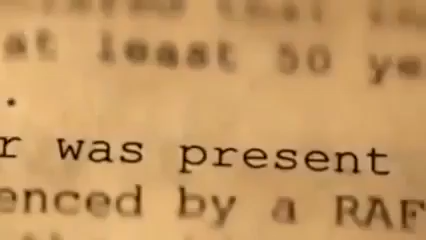 at least 50 ye
.
r was present
enced by a RAF